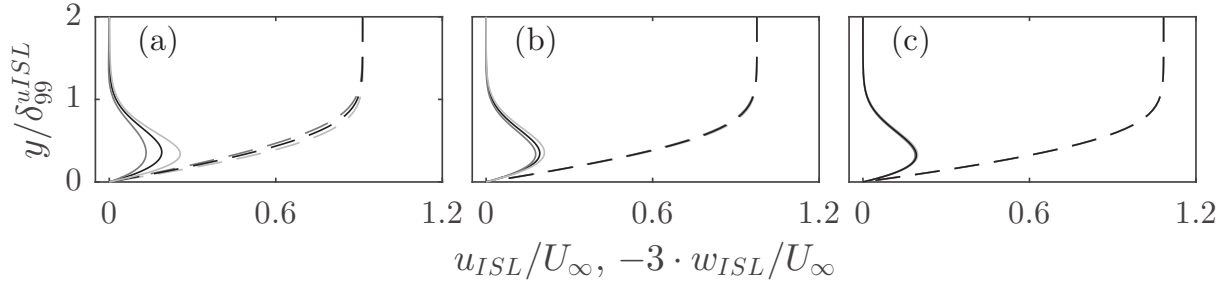 2
1
0
y/δ_{99}^{uISL}
(a) (b) (c)
0 0.6 1.2 0 0.6 1.2 0 0.6 1.2
u_{ISL}/U_∞, −3 · w_{ISL}/U_∞